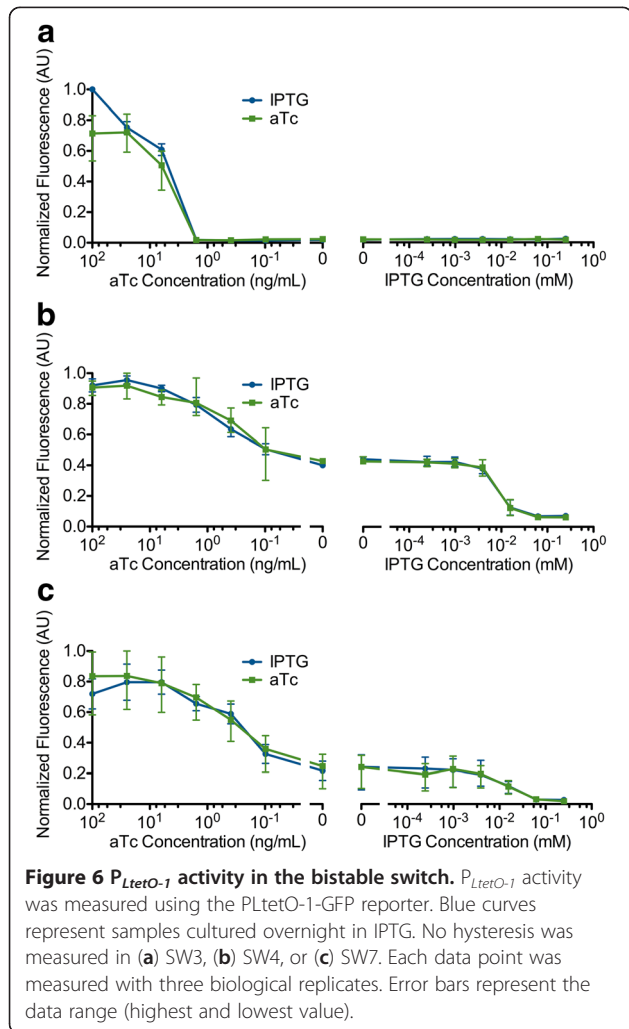 a
Normalized Fluorescence (AU)
1.0
0.8
0.6
0.4
0.2
0.0
IPTG
aTc
10² 10¹ 10⁰ 10⁻¹ 0
aTc Concentration (ng/mL)
0 10⁻⁴ 10⁻³ 10⁻² 10⁻¹ 10⁰
IPTG Concentration (mM)
b
Normalized Fluorescence (AU)
1.0
0.8
0.6
0.4
0.2
0.0
IPTG
aTc
10² 10¹ 10⁰ 10⁻¹ 0
aTc Concentration (ng/mL)
0 10⁻⁴ 10⁻³ 10⁻² 10⁻¹ 10⁰
IPTG Concentration (mM)
c
Normalized Fluorescence (AU)
1.0
0.8
0.6
0.4
0.2
0.0
IPTG
aTc
10² 10¹ 10⁰ 10⁻¹ 0
aTc Concentration (ng/mL)
0 10⁻⁴ 10⁻³ 10⁻² 10⁻¹ 10⁰
IPTG Concentration (mM)
Figure 6 P_LtetO-1 activity in the bistable switch. P_LtetO-1 activity
was measured using the PLtetO-1-GFP reporter. Blue curves
represent samples cultured overnight in IPTG. No hysteresis was
measured in (a) SW3, (b) SW4, or (c) SW7. Each data point was
measured with three biological replicates. Error bars represent the
data range (highest and lowest value).